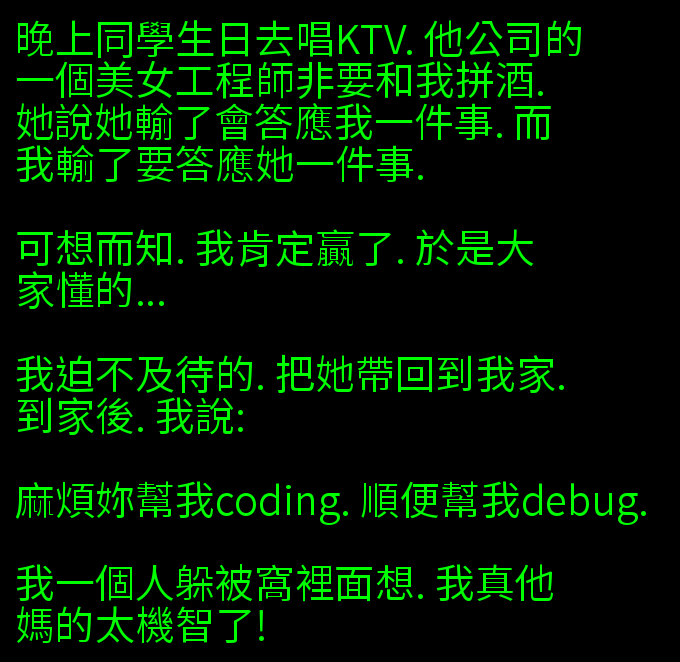 晚上同學生日去唱KTV. 他公司的
一個美女工程師非要和我拼酒.
她說她輸了會答應我一件事. 而
我輸了要答應她一件事.
可想而知. 我肯定贏了. 於是大
家懂的...
我迫不及待的. 把她帶回到我家.
到家後. 我說:
麻煩妳幫我coding. 順便幫我debug.
我一個人躲被窩裡面想. 我真他
媽的太機智了!